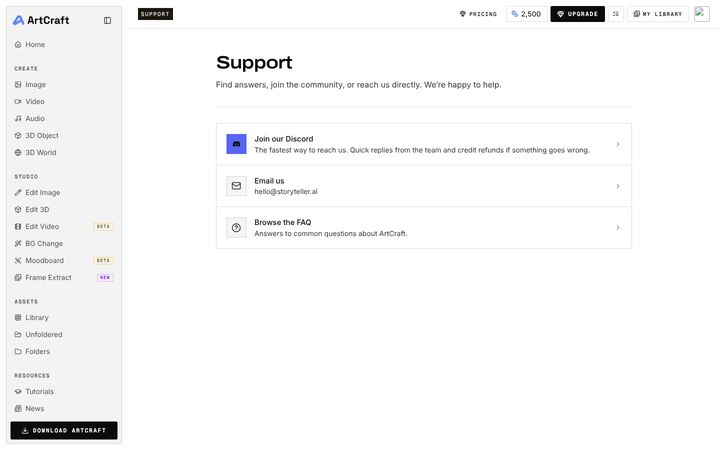 ArtCraft
Home
CREATE
Image
Video
Audio
3D Object
3D World
STUDIO
Edit Image
Edit 3D
Edit Video BETA
BG Change
Moodboard BETA
Frame Extract NEW
ASSETS
Library
Unfoldered
Folders
RESOURCES
Tutorials
News
DOWNLOAD ARTCRAFT
SUPPORT
PRICING
2,500
UPGRADE
MY LIBRARY
Support
Find answers, join the community, or reach us directly. We're happy to help.
Join our Discord
The fastest way to reach us. Quick replies from the team and credit refunds if something goes wrong.
Email us
hello@storyteller.ai
Browse the FAQ
Answers to common questions about ArtCraft.